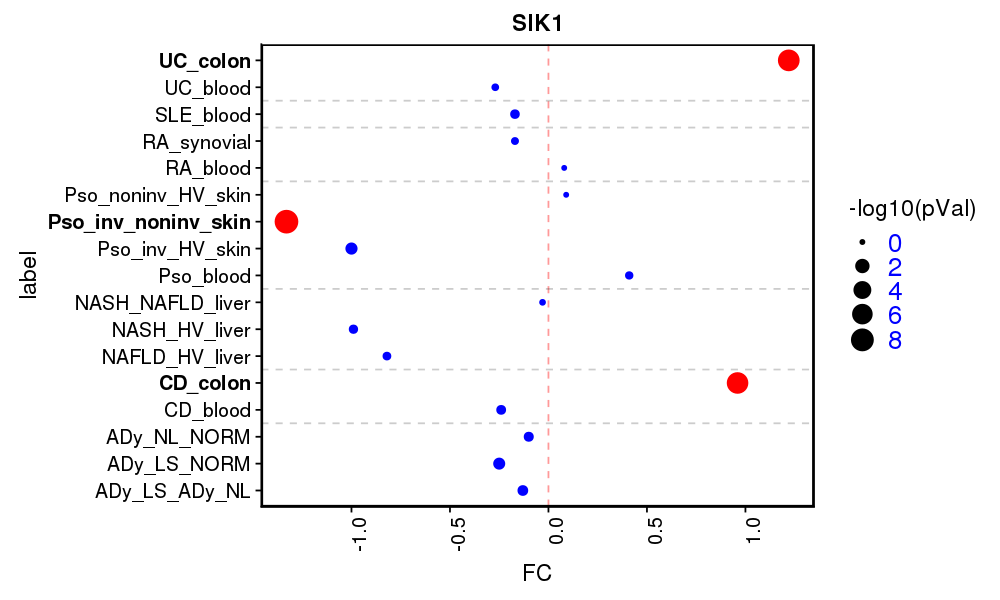 SIK1
UC_colon
UC_blood
SLE_blood
RA_synovial
RA_blood
Pso_noninv_HV_skin
Pso_inv_noninv_skin
Pso_inv_HV_skin
Pso_blood
NASH_NAFLD_liver
NASH_HV_liver
NAFLD_HV_liver
CD_colon
CD_blood
ADy_NL_NORM
ADy_LS_NORM
ADy_LS_ADy_NL
label
-1.0
-0.5
0.0
0.5
1.0
FC
-log10(pVal)
0
2
4
6
8